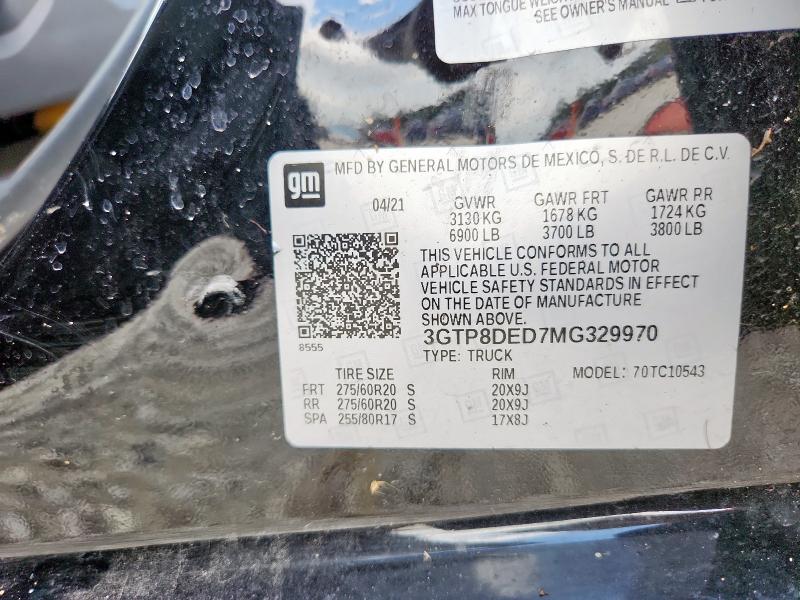 MAX TONGUE WEIGHT
SEE OWNER'S MANUAL
gm
MFD BY GENERAL MOTORS DE MEXICO, S. DE R.L. DE C.V.
04/21 GVWR GAWR FRT GAWR RR
3130 KG 1678 KG 1724 KG
6900 LB 3700 LB 3800 LB
THIS VEHICLE CONFORMS TO ALL
APPLICABLE U.S. FEDERAL MOTOR
VEHICLE SAFETY STANDARDS IN EFFECT
ON THE DATE OF MANUFACTURE
SHOWN ABOVE.
3GTP8DED7MG329970
8555
TYPE: TRUCK
TIRE SIZE RIM MODEL: 70TC10543
FRT 275/60R20 S 20X9J
RR 275/60R20 S 20X9J
SPA 255/80R17 S 17X8J